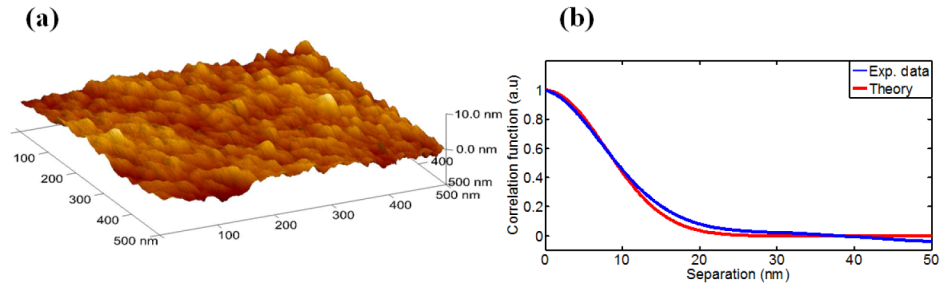 (a)
10.0 nm
0.0 nm
400
500 nm
500 nm
400
300
200
100
100
200
300
400
500 nm
(b)
Correlation function (a.u)
1
0.8
0.6
0.4
0.2
0
0
10
20
30
40
50
Separation (nm)
Exp. data
Theory